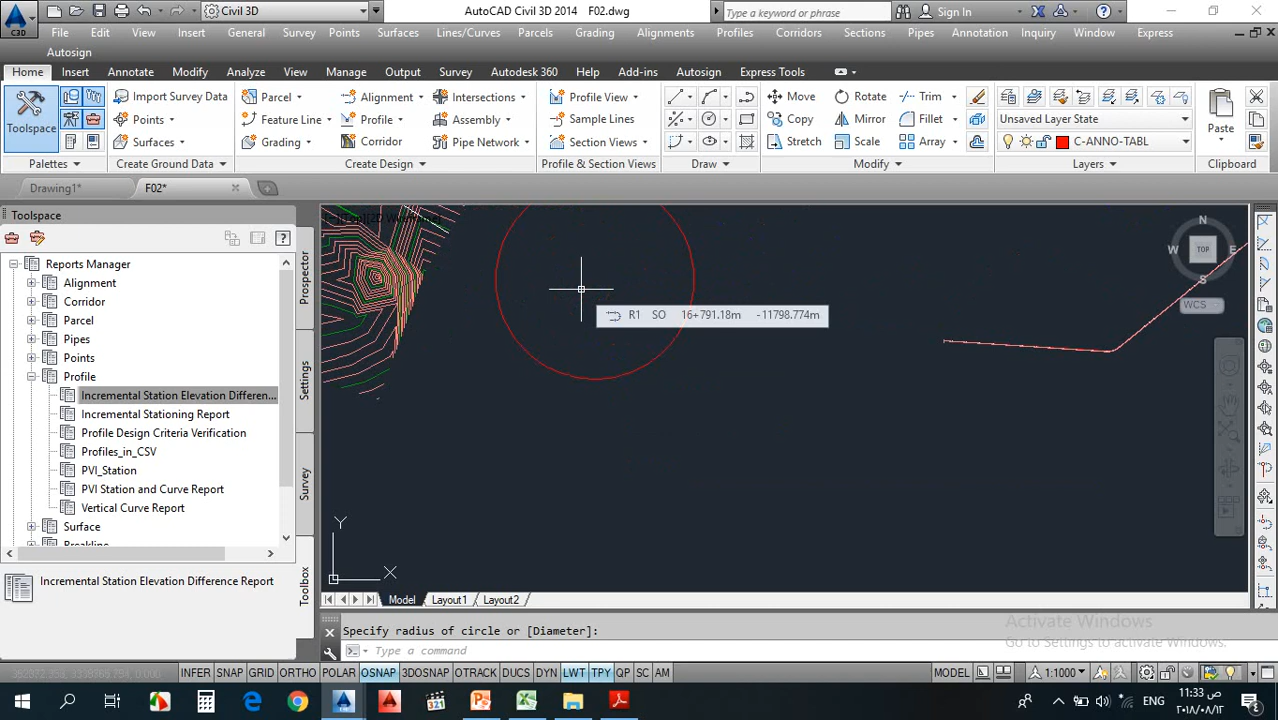 C3D
Civil 3D
AutoCAD Civil 3D 2014 F02.dwg
Type a keyword or phrase
Sign In
File Edit View Insert General Survey Points Surfaces Lines/Curves Parcels Grading Alignments Profiles Corridors Sections Pipes Annotation Inquiry Window Express
Autosign
Home Insert Annotate Modify Analyze View Manage Output Survey Autodesk 360 Help Add-ins Autosign Express Tools
Toolspace
Import Survey Data
Points
Surfaces
Parcel
Feature Line
Grading
Alignment
Profile
Corridor
Intersections
Assembly
Pipe Network
Profile View
Sample Lines
Section Views
Move
Copy
Stretch
Rotate
Mirror
Scale
Trim
Fillet
Array
Unsaved Layer State
C-ANNO-TABL
Paste
Palettes
Create Ground Data
Create Design
Profile & Section Views
Draw
Modify
Layers
Clipboard
Drawing1*
F02*
Toolspace
Reports Manager
Alignment
Corridor
Parcel
Pipes
Points
Profile
Incremental Station Elevation Differen...
Incremental Stationing Report
Profile Design Criteria Verification
Profiles_in_CSV
PVI_Station
PVI Station and Curve Report
Vertical Curve Report
Surface
Breakline
Incremental Station Elevation Difference Report
Prospector
Settings
Survey
Toolbox
R1 SO 16+791.18m -11798.774m
N
W TOP E
S
WCS
Y
X
Model Layout1 Layout2
Specify radius of circle or [Diameter]:
Type a command
Activate Windows
Go to Settings to activate Windows.
INFER SNAP GRID ORTHO POLAR OSNAP 3DOSNAP OTRACK DUCS DYN LWT TPY QP SC AM
MODEL
1:1000
321
ENG
11:33 ص
٢٠١٨/٠٨/١٢